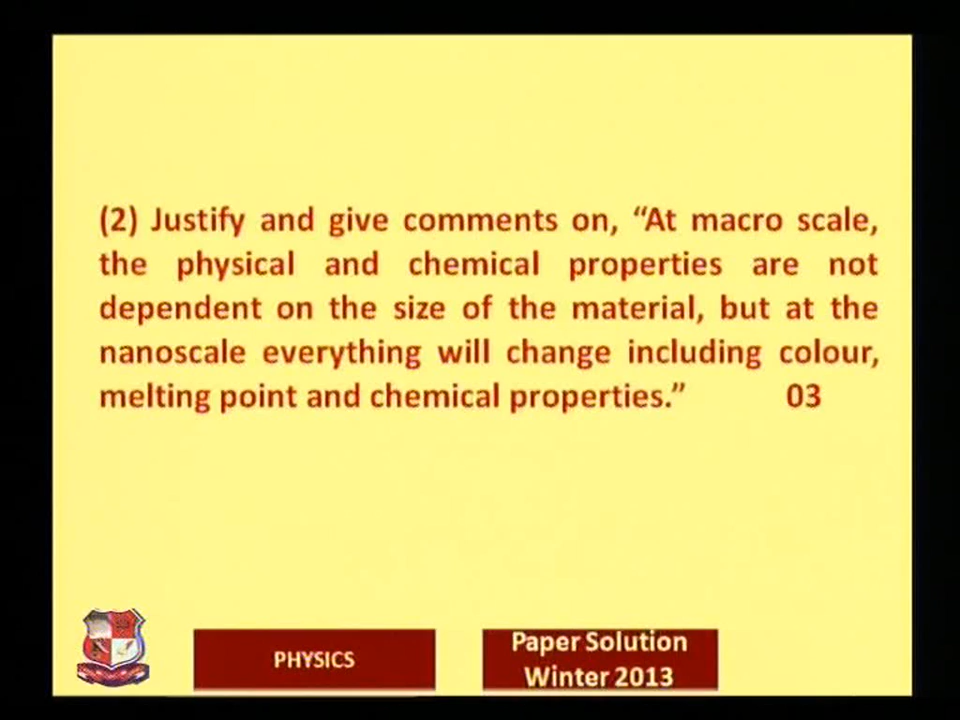 (2) Justify and give comments on, “At macro scale,
the physical and chemical properties are not
dependent on the size of the material, but at the
nanoscale everything will change including colour,
melting point and chemical properties.” 03
PHYSICS
Paper Solution
Winter 2013